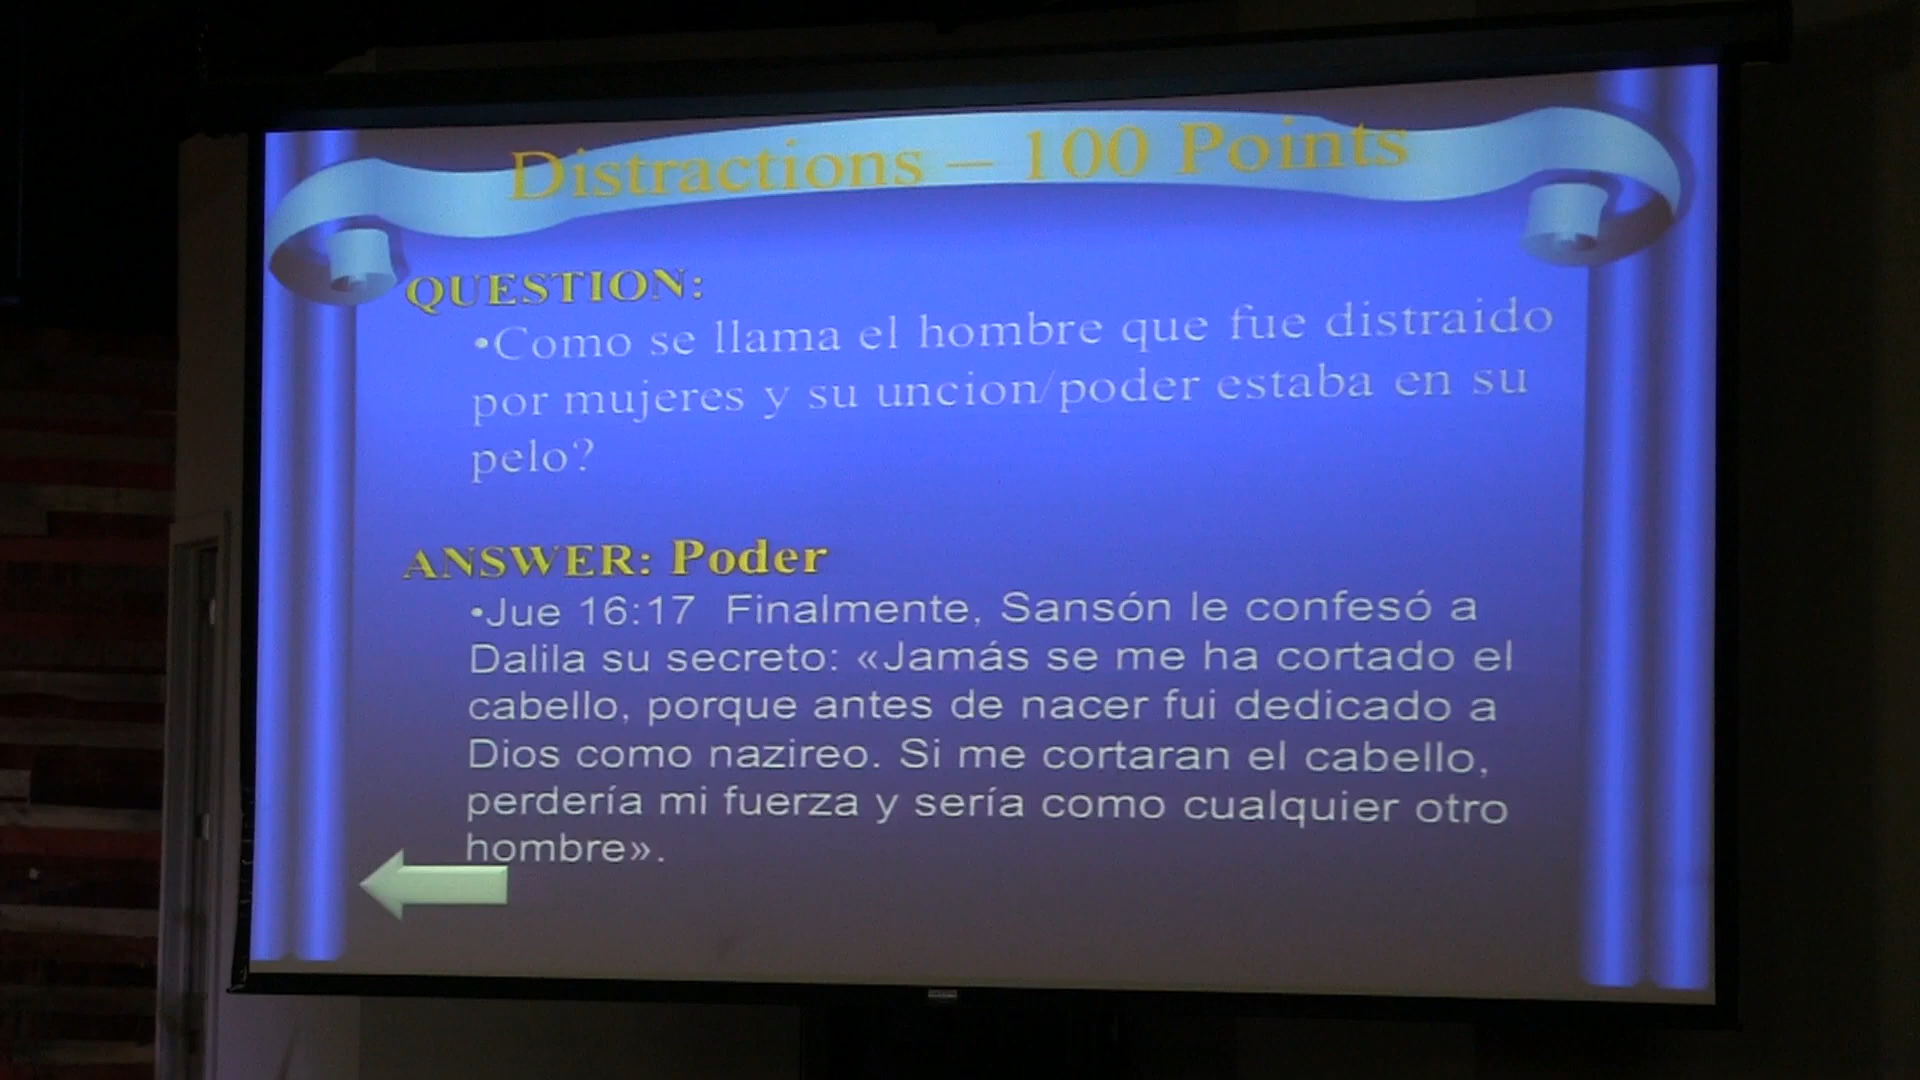 Distractions – 100 Points
QUESTION:
•Como se llama el hombre que fue distraido
por mujeres y su uncion/poder estaba en su
pelo?
ANSWER: Poder
•Jue 16:17 Finalmente, Sansón le confesó a
Dalila su secreto: «Jamás se me ha cortado el
cabello, porque antes de nacer fui dedicado a
Dios como nazireo. Si me cortaran el cabello,
perdería mi fuerza y sería como cualquier otro
hombre».